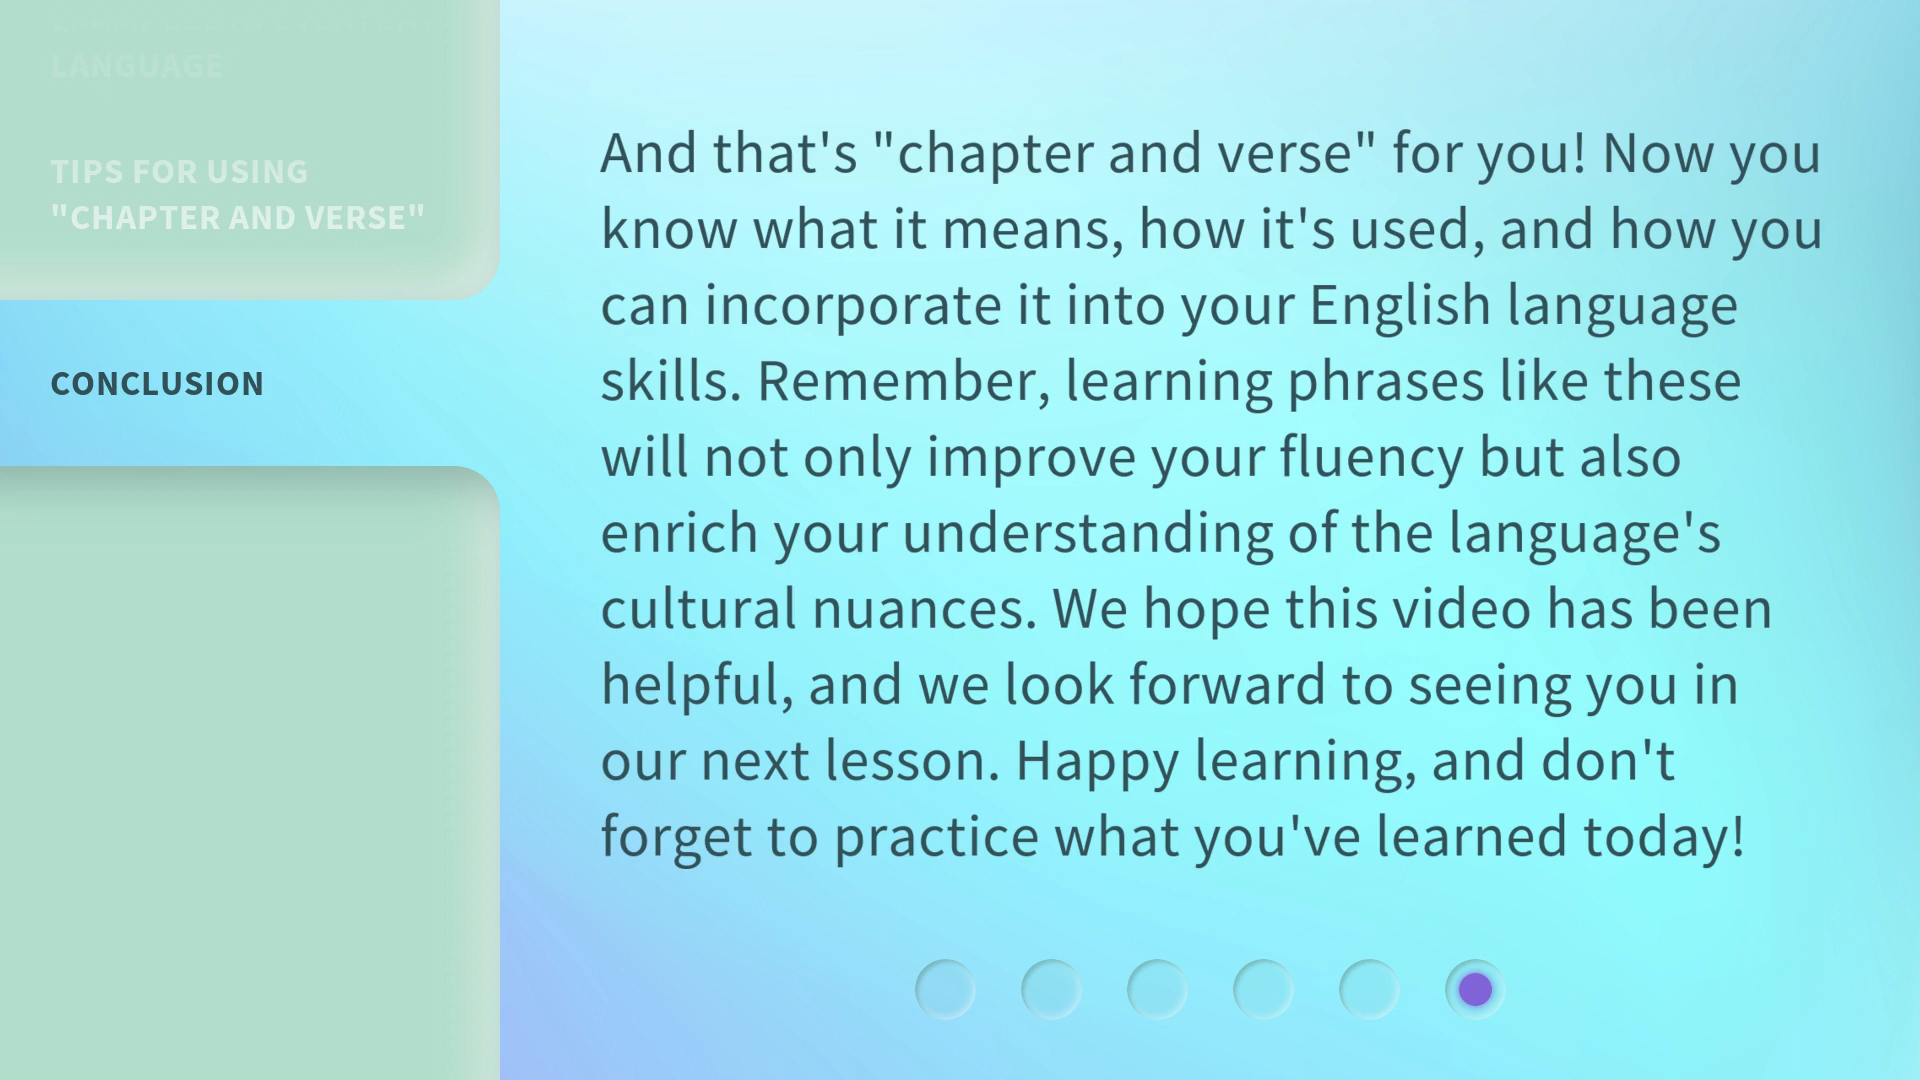 LANGUAGE
TIPS FOR USING
"CHAPTER AND VERSE"
CONCLUSION
And that's "chapter and verse" for you! Now you
know what it means, how it's used, and how you
can incorporate it into your English language
skills. Remember, learning phrases like these
will not only improve your fluency but also
enrich your understanding of the language's
cultural nuances. We hope this video has been
helpful, and we look forward to seeing you in
our next lesson. Happy learning, and don't
forget to practice what you've learned today!